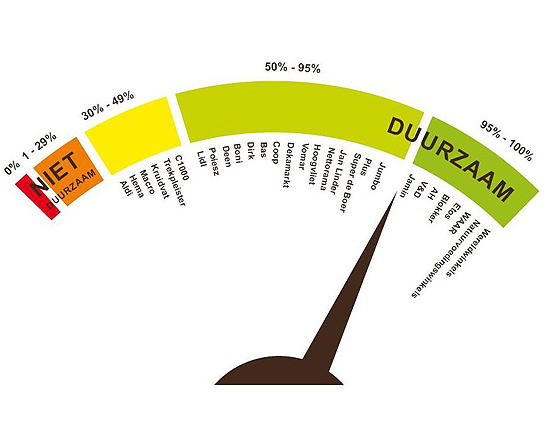 0%
1 - 29%
30% - 49%
50% - 95%
95% - 100%
NIET
DUURZAAM
DUURZAAM
Aldi
Hema
Macro
Kruidvat
Trekpleister
C1000
Lidl
Poiesz
Deen
Boni
Dirk
Bas
Coop
Dekamarkt
Vomar
Hoogvliet
Nettorama
Jan Linder
Super de Boer
Plus
Jumbo
Jamin
V&D
AH
Blokker
Etos
WAAR
Natuurvoedingswinkels
Wereldwinkels